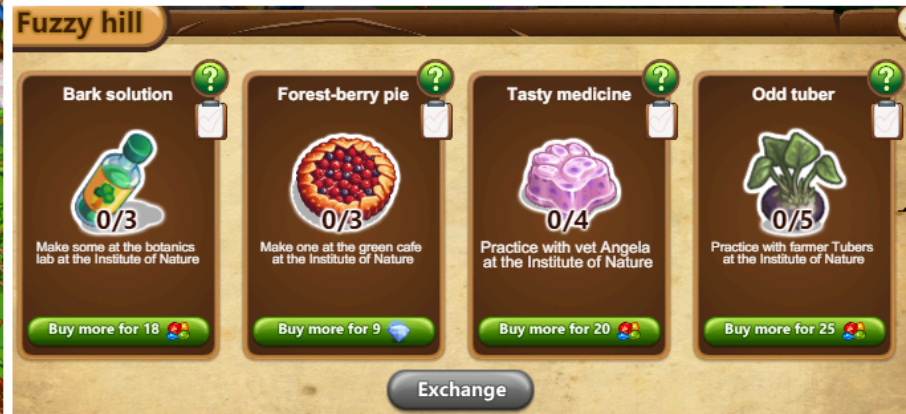 Fuzzy hill
Bark solution
0/3
Make some at the botanics
lab at the Institute of Nature
Buy more for 18
Forest-berry pie
0/3
Make one at the green cafe
at the Institute of Nature
Buy more for 9
Tasty medicine
0/4
Practice with vet Angela
at the Institute of Nature
Buy more for 20
Odd tuber
0/5
Practice with farmer Tubers
at the Institute of Nature
Buy more for 25
Exchange